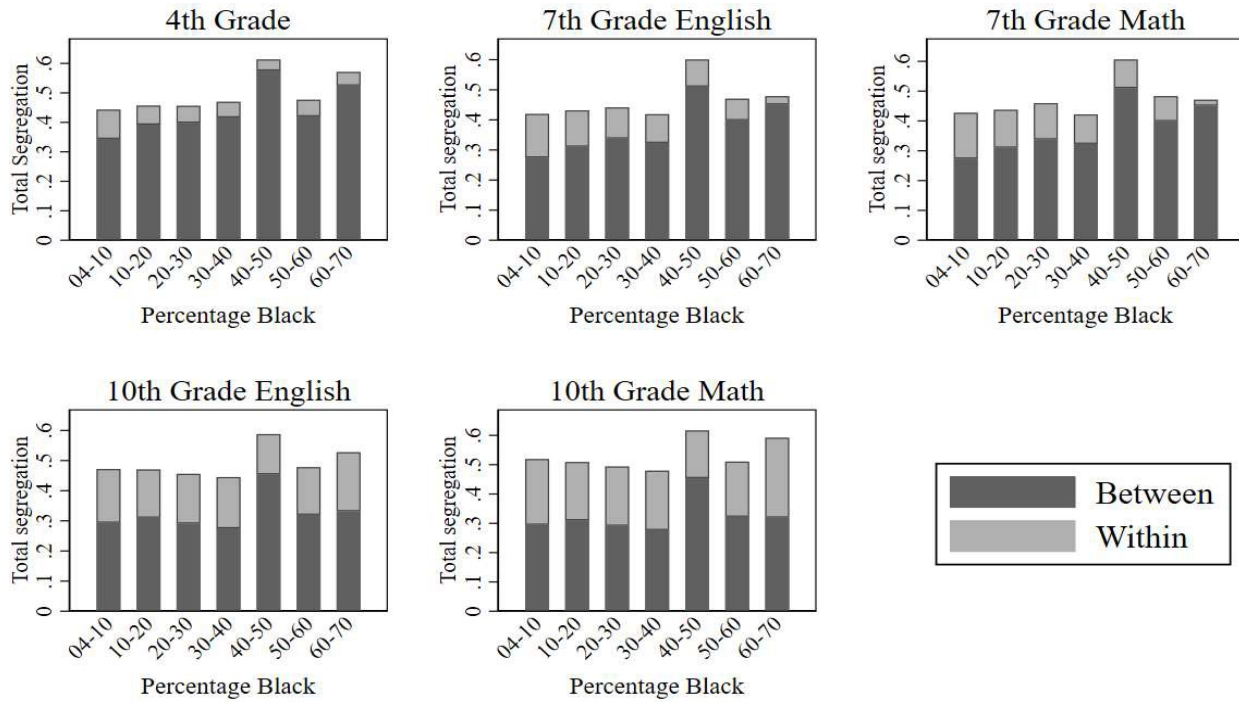 4th Grade
Total Segregation
0 .1 .2 .3 .4 .5 .6
04-10 10-20 20-30 30-40 40-50 50-60 60-70
Percentage Black
7th Grade English
Total segregation
0 .1 .2 .3 .4 .5 .6
04-10 10-20 20-30 30-40 40-50 50-60 60-70
Percentage Black
7th Grade Math
Total segregation
0 .1 .2 .3 .4 .5 .6
04-10 10-20 20-30 30-40 40-50 50-60 60-70
Percentage Black
10th Grade English
Total segregation
0 .1 .2 .3 .4 .5 .6
04-10 10-20 20-30 30-40 40-50 50-60 60-70
Percentage Black
10th Grade Math
Total segregation
0 .1 .2 .3 .4 .5 .6
04-10 10-20 20-30 30-40 40-50 50-60 60-70
Percentage Black
Between
Within